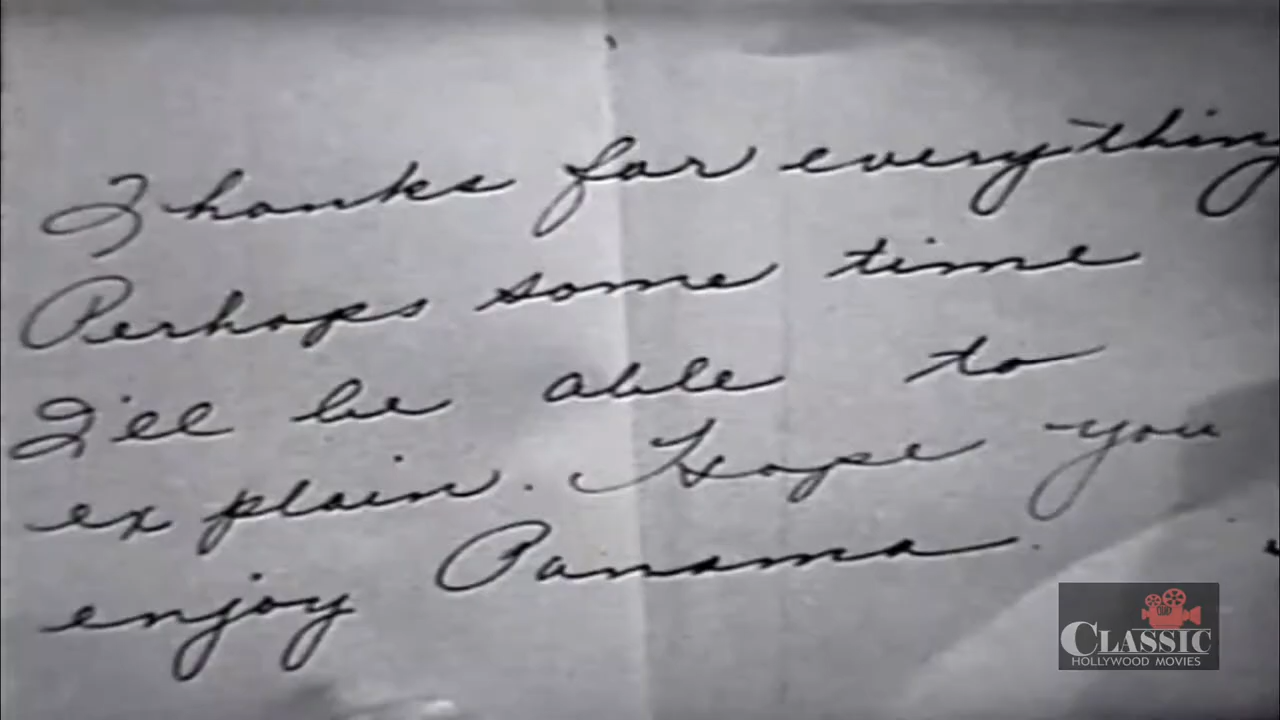 Thanks for everything
Perhaps some time
I'll be able to
explain. Hope you
enjoy Panama.
CLASSIC
HOLLYWOOD MOVIES